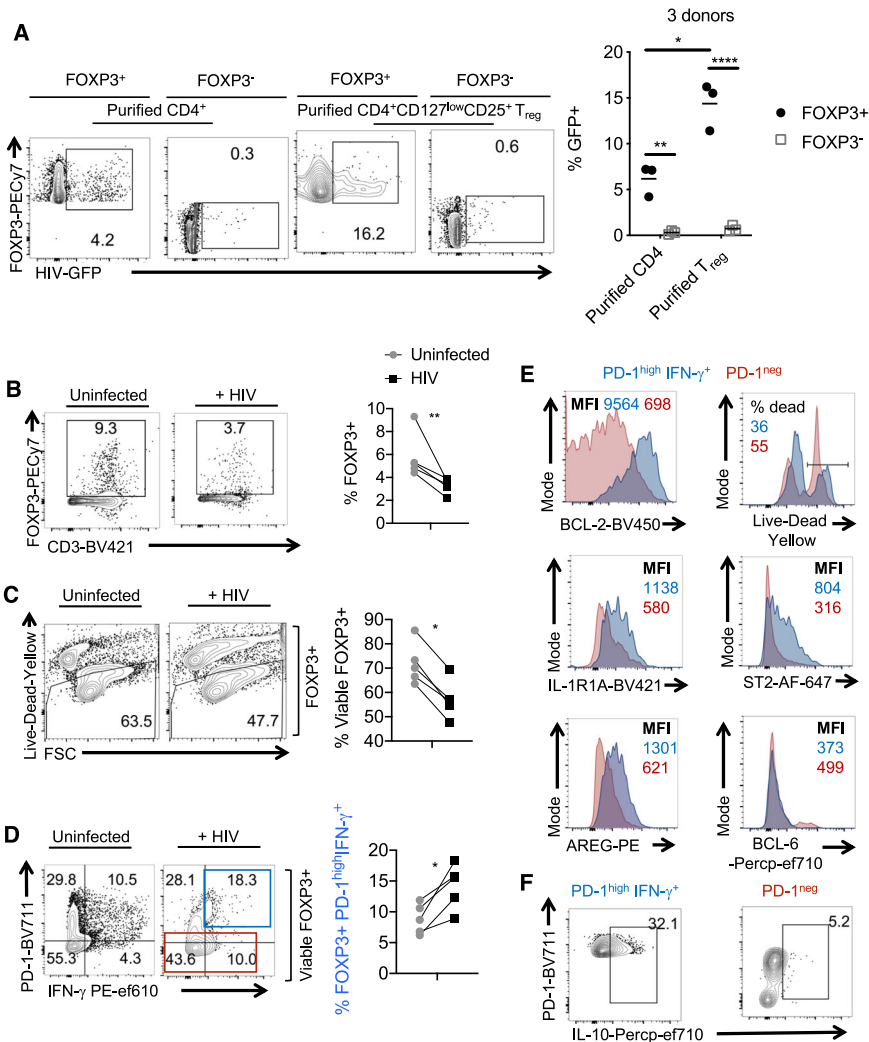 A
FOXP3+ FOXP3- FOXP3+ FOXP3-
Purified CD4+ Purified CD4+CD127lowCD25+ Treg
0.3 0.6
4.2 16.2
FOXP3-PECy7
HIV-GFP
3 donors
* ****
**
% GFP+
20
15
10
5
0
Purified CD4
Purified Treg
FOXP3+
FOXP3-
B
Uninfected + HIV
9.3 3.7
FOXP3-PECy7
CD3-BV421
Uninfected
HIV
**
% FOXP3+
10
8
6
4
2
0
C
Uninfected + HIV
63.5 47.7
Live-Dead-Yellow
FSC
FOXP3+
*
% Viable FOXP3+
90
80
70
60
50
40
D
Uninfected + HIV
29.8 10.5 28.1 18.3
55.3 4.3 43.6 10.0
PD-1-BV711
IFN-γ PE-ef610
Viable FOXP3+
*
% FOXP3+ PD-1highIFN-γ+
20
15
10
5
0
E
PD-1high IFN-γ+ PD-1neg
MFI 9564 698
Mode
BCL-2-BV450
% dead
36
55
Mode
Live-Dead
Yellow
MFI
1138
580
Mode
IL-1R1A-BV421
MFI
804
316
Mode
ST2-AF-647
MFI
1301
621
Mode
AREG-PE
MFI
373
499
Mode
BCL-6
-Percp-ef710
F
PD-1high IFN-γ+ PD-1neg
32.1 5.2
PD-1-BV711
IL-10-Percp-ef710